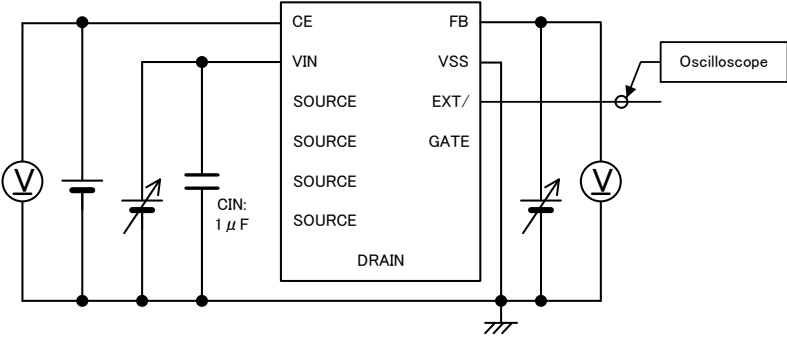 CE FB
VIN VSS
Oscilloscope
SOURCE EXT/
SOURCE GATE
SOURCE
SOURCE
DRAIN
V
CIN:
1μF
V